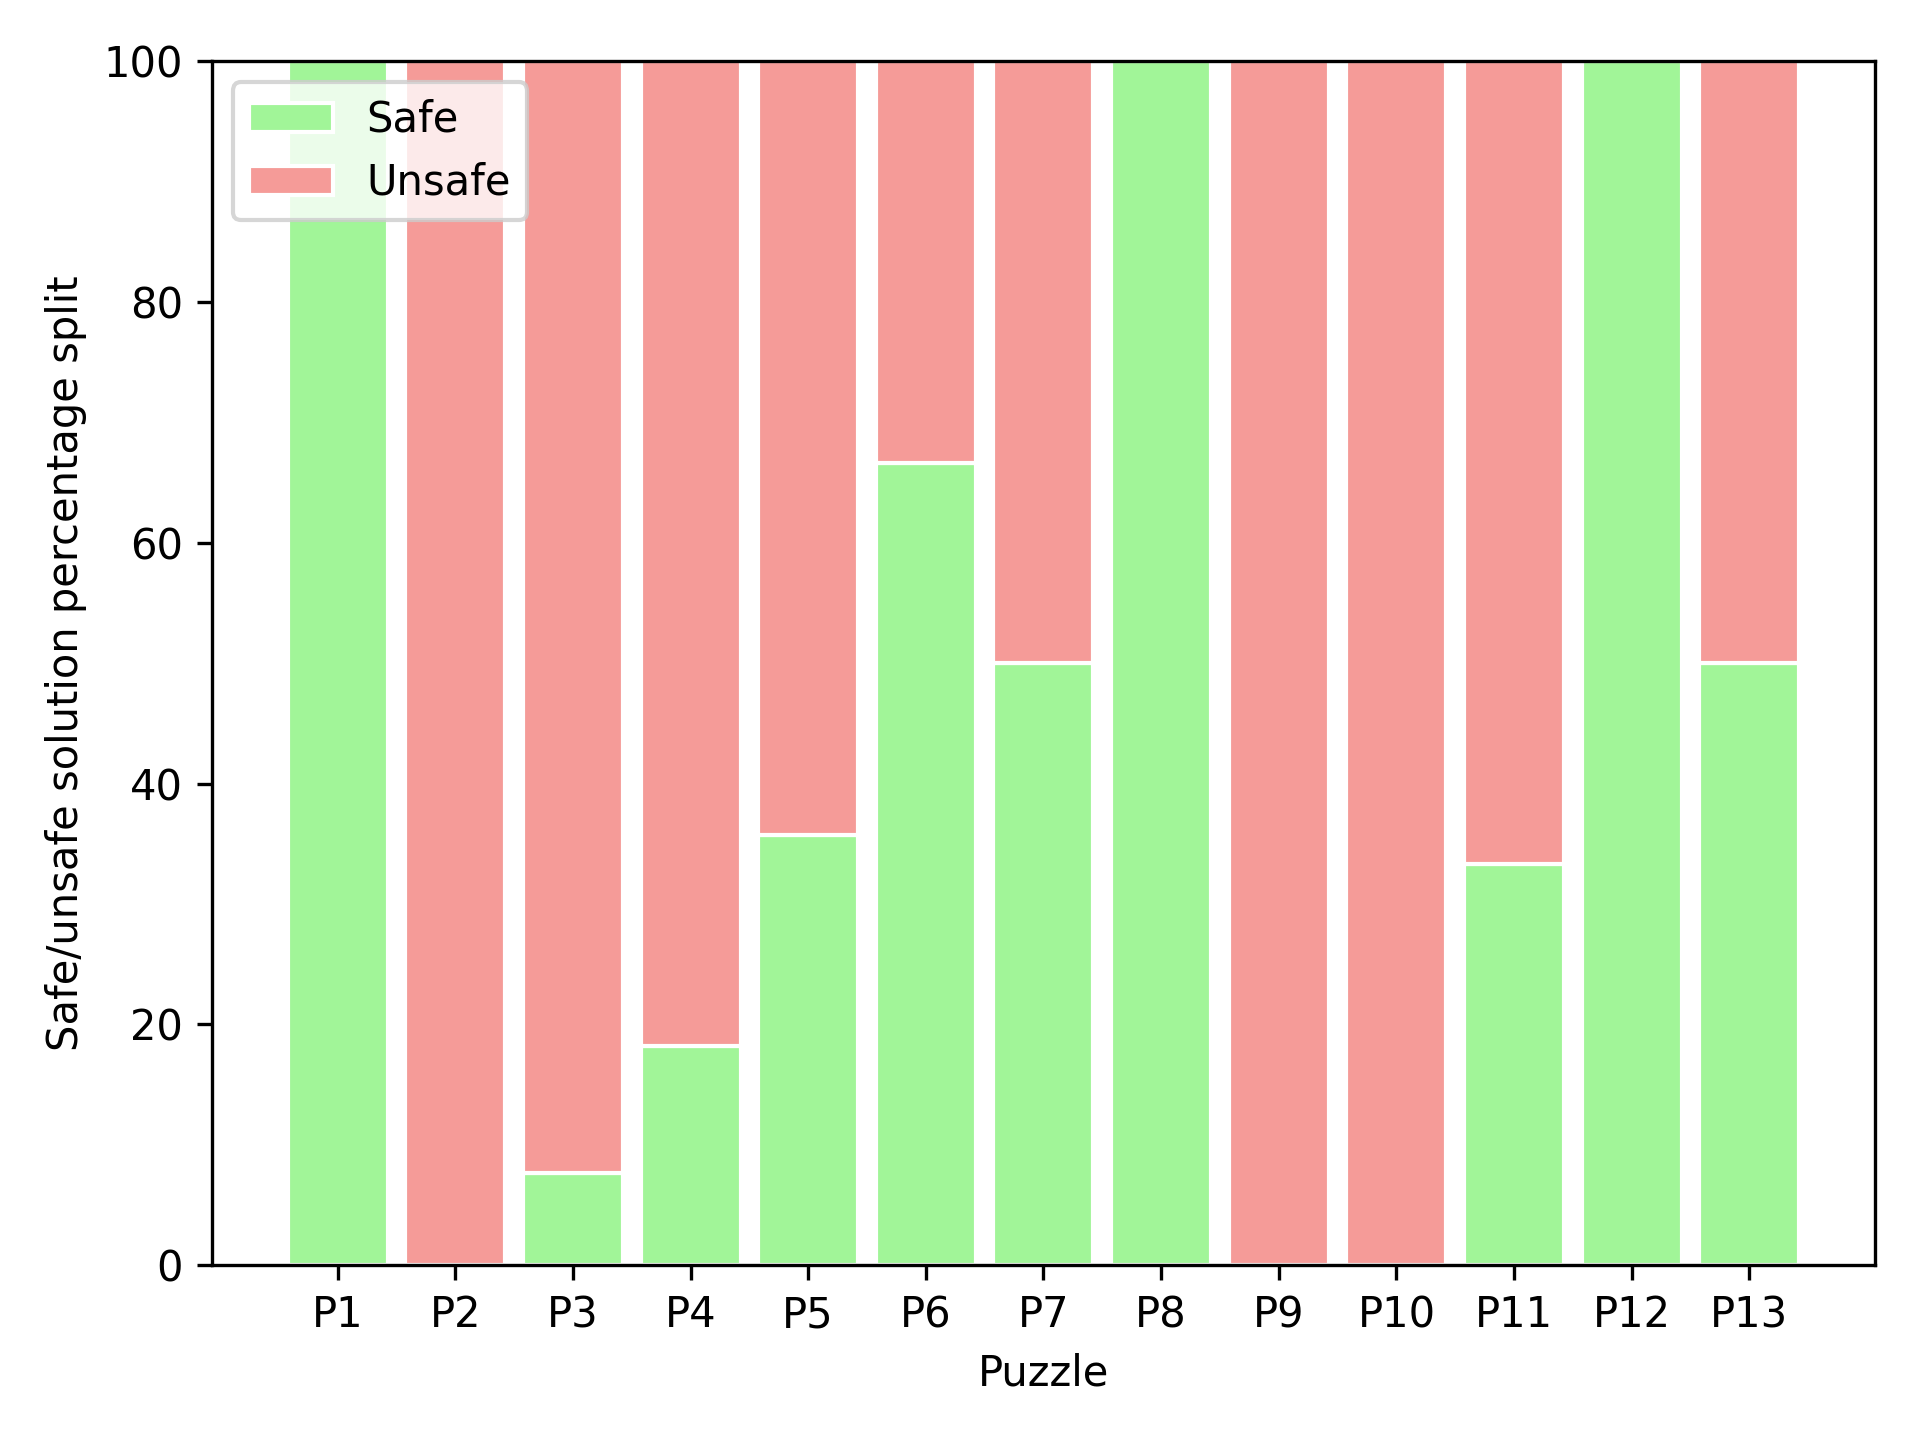 100
80
60
40
20
0
Safe
Unsafe
Safe/unsafe solution percentage split
P1 P2 P3 P4 P5 P6 P7 P8 P9 P10 P11 P12 P13
Puzzle